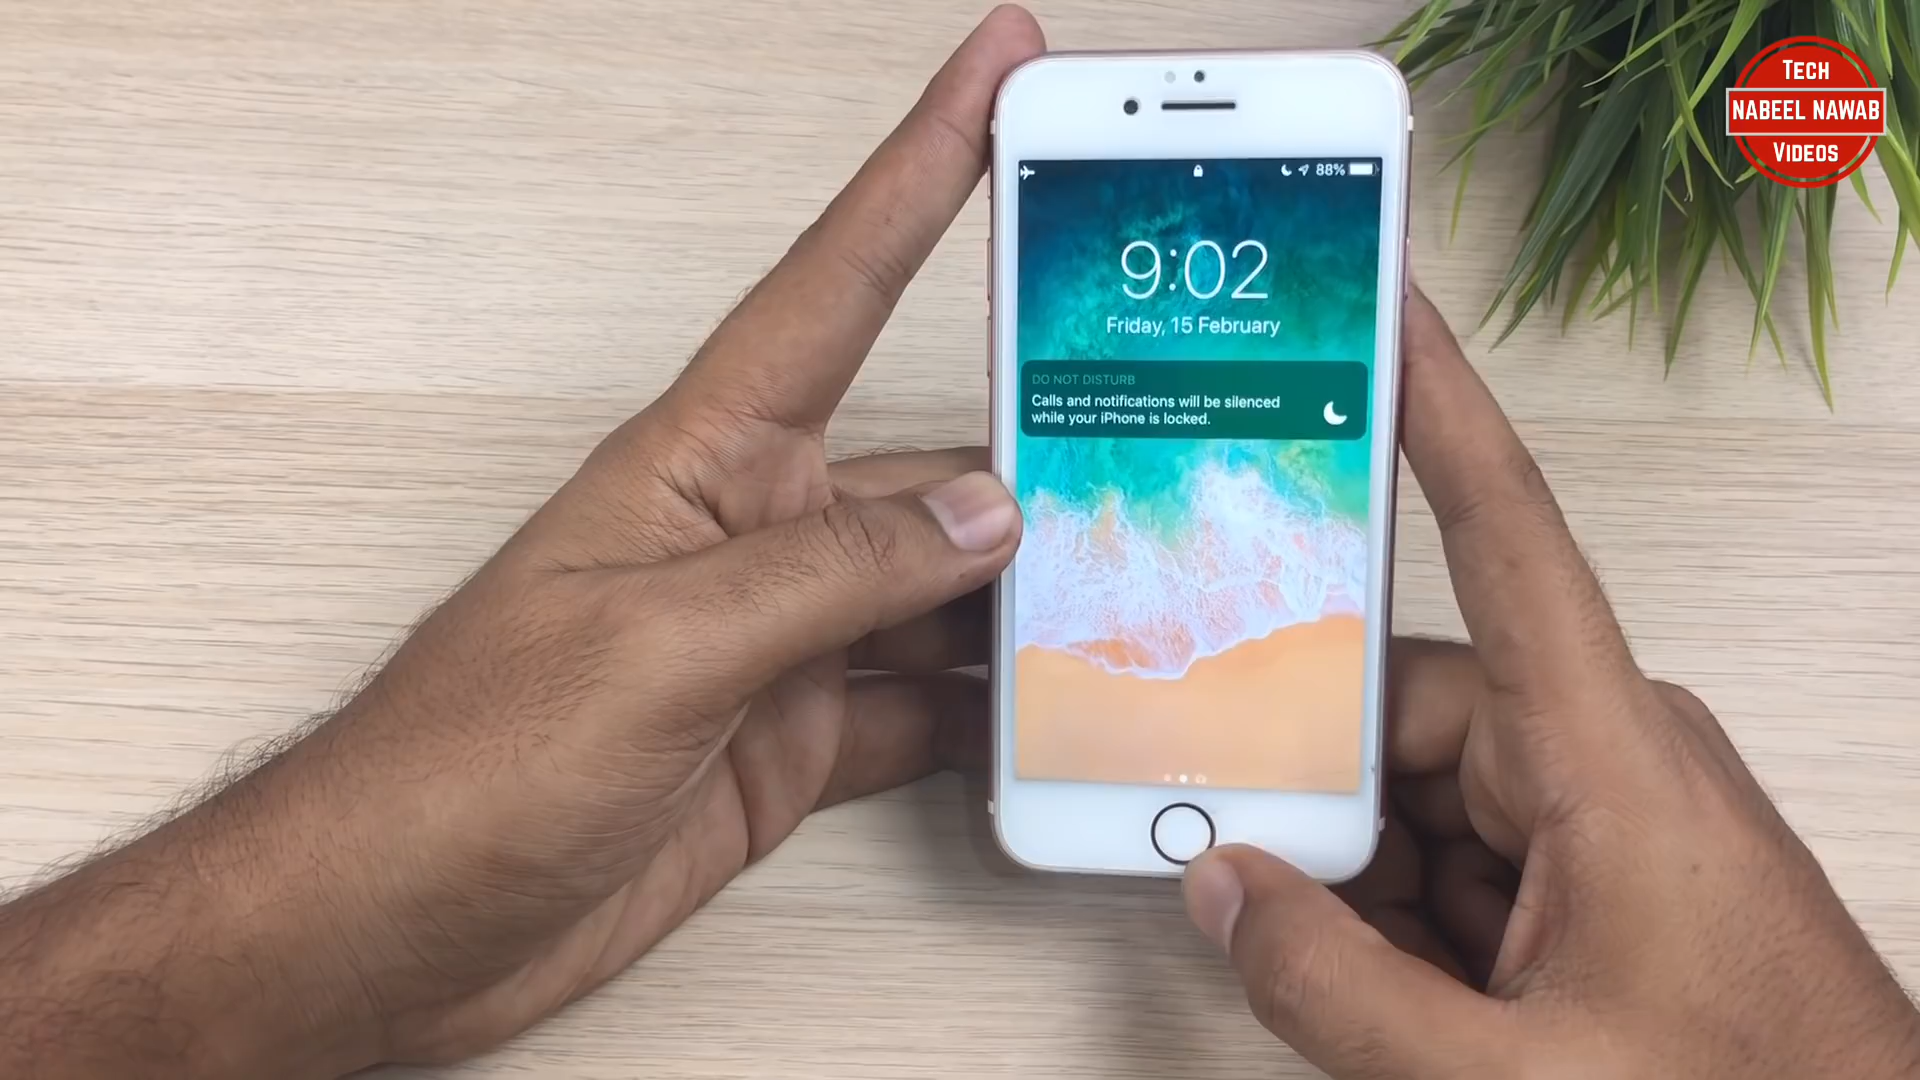 88%
9:02
Friday, 15 February
DO NOT DISTURB
Calls and notifications will be silenced
while your iPhone is locked.
TECH
NABEEL NAWAB
VIDEOS